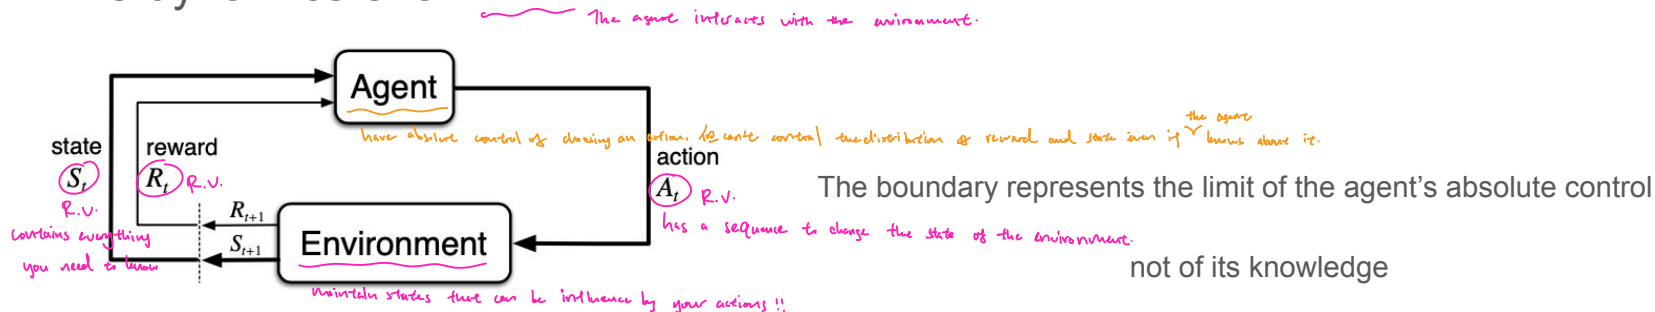 The agent interacts with the environment.
Agent
have absolute control of choosing an action, can't control the distribution of reward and state even if the agent knows about it.
state
reward
action
S_t
R.V.
R_t R.V.
A_t R.V.
The boundary represents the limit of the agent's absolute control
contains everything
you need to know
R_{t+1}
S_{t+1}
Environment
has a sequence to change the state of the environment.
not of its knowledge
maintain states that can be influence by your actions!!